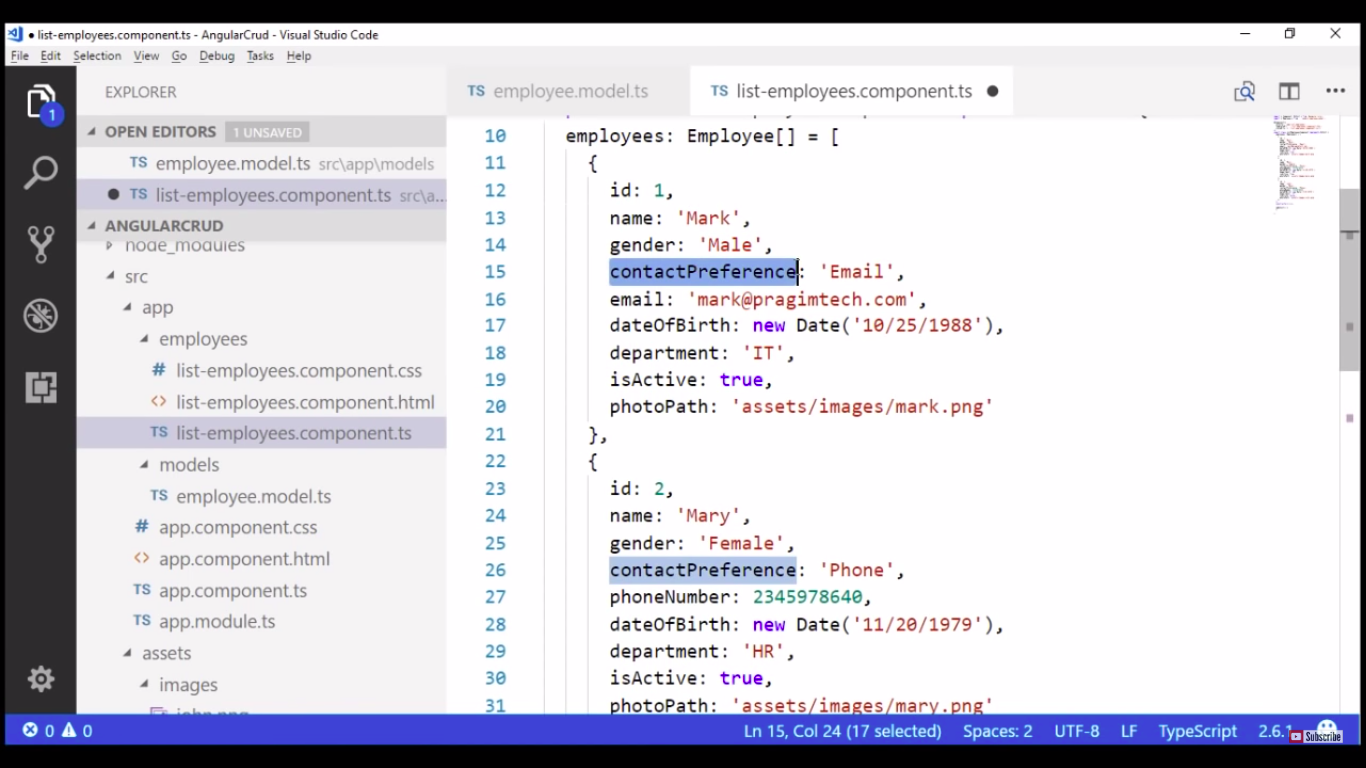 list-employees.component.ts - AngularCrud - Visual Studio Code
File Edit Selection View Go Debug Tasks Help
EXPLORER
OPEN EDITORS 1 UNSAVED
TS employee.model.ts src\app\models
TS list-employees.component.ts src\a...
ANGULARCRUD
node_modules
src
app
employees
# list-employees.component.css
<> list-employees.component.html
TS list-employees.component.ts
models
TS employee.model.ts
# app.component.css
<> app.component.html
TS app.component.ts
TS app.module.ts
assets
images
john.png
1
TS employee.model.ts TS list-employees.component.ts
10 employees: Employee[] = [
11 {
12 id: 1,
13 name: 'Mark',
14 gender: 'Male',
15 contactPreference: 'Email',
16 email: 'mark@pragimtech.com',
17 dateOfBirth: new Date('10/25/1988'),
18 department: 'IT',
19 isActive: true,
20 photoPath: 'assets/images/mark.png'
21 },
22 {
23 id: 2,
24 name: 'Mary',
25 gender: 'Female',
26 contactPreference: 'Phone',
27 phoneNumber: 2345978640,
28 dateOfBirth: new Date('11/20/1979'),
29 department: 'HR',
30 isActive: true,
31 photoPath: 'assets/images/mary.png'
0 0 Ln 15, Col 24 (17 selected) Spaces: 2 UTF-8 LF TypeScript 2.6.
Subscribe